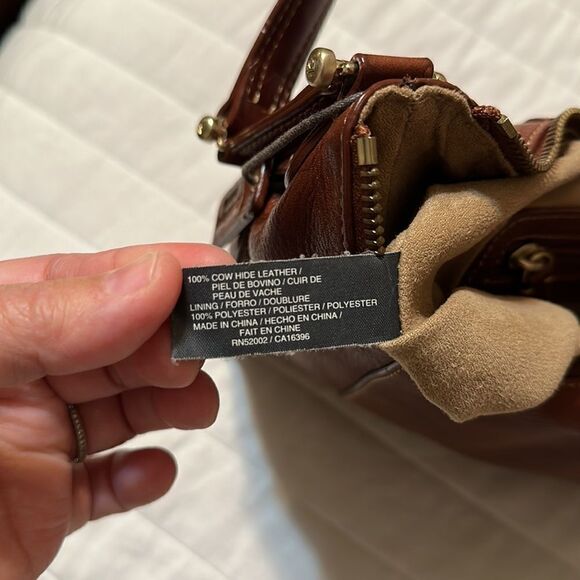 100% COW HIDE LEATHER /
PIEL DE BOVINO / CUIR DE
PEAU DE VACHE
LINING / FORRO / DOUBLURE
100% POLYESTER / POLIESTER / POLYESTER
MADE IN CHINA / HECHO EN CHINA /
FAIT EN CHINE
RN52002 / CA16396